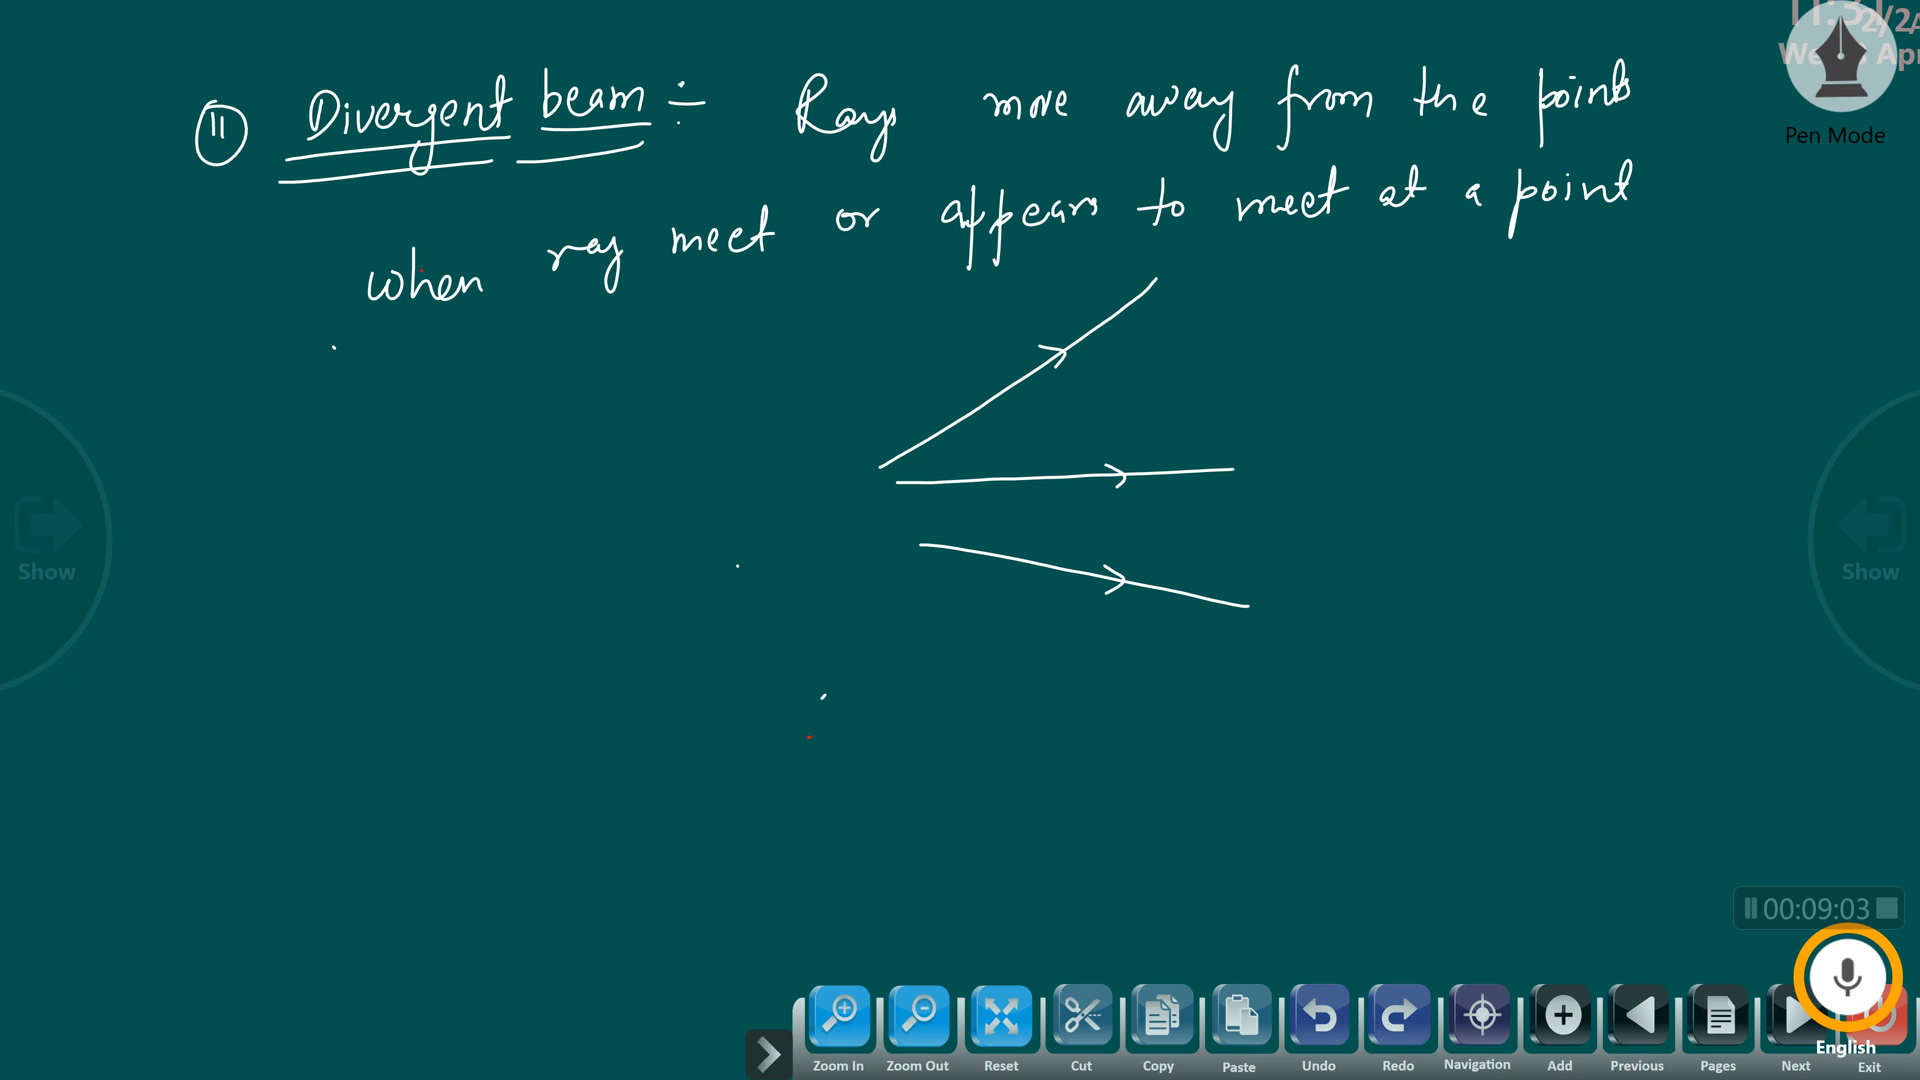 (II) Divergent beam :- Rays move away from the point
when ray meet or appears to meet at a point
Pen Mode
Show
Show
00:09:03
English
Zoom In Zoom Out Reset Cut Copy Paste Undo Redo Navigation Add Previous Pages Next Exit